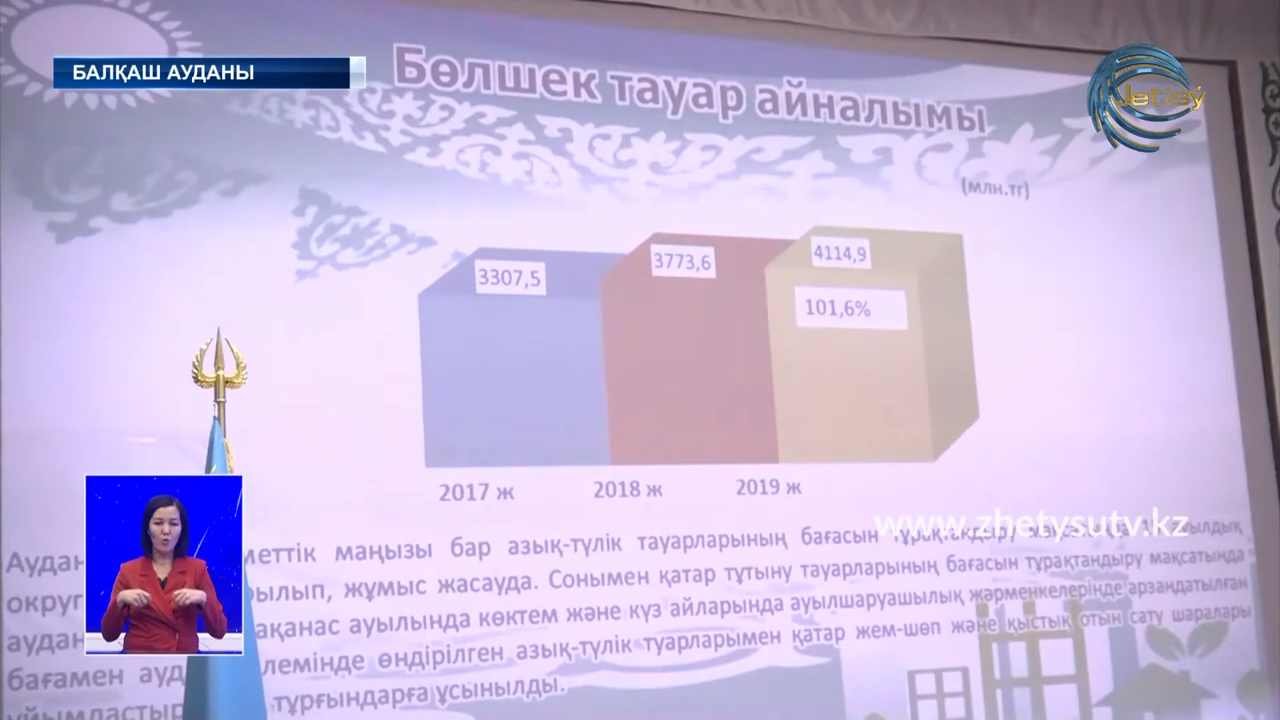 БАЛҚАШ АУДАНЫ
Jetisý
Бөлшек тауар айналымы
(млн.тг)
3307,5
3773,6
4114,9
101,6%
2017 ж
2018 ж
2019 ж
www.zhetysutv.kz
маңызы бар азық-түлік тауарларының бағасын
жұмыс жасауда. Сонымен қатар тұтыну тауарларының бағасын тұрақтандыру мақсатында
ауылында көктем және күз айларында ауылшаруашылық жәрменкелерінде арзандатылған
бағамен өндірілген азық-түлік туарларымен қатар жем-шөп және қыстық отын сату шаралары
тұрғындарға ұсынылды.